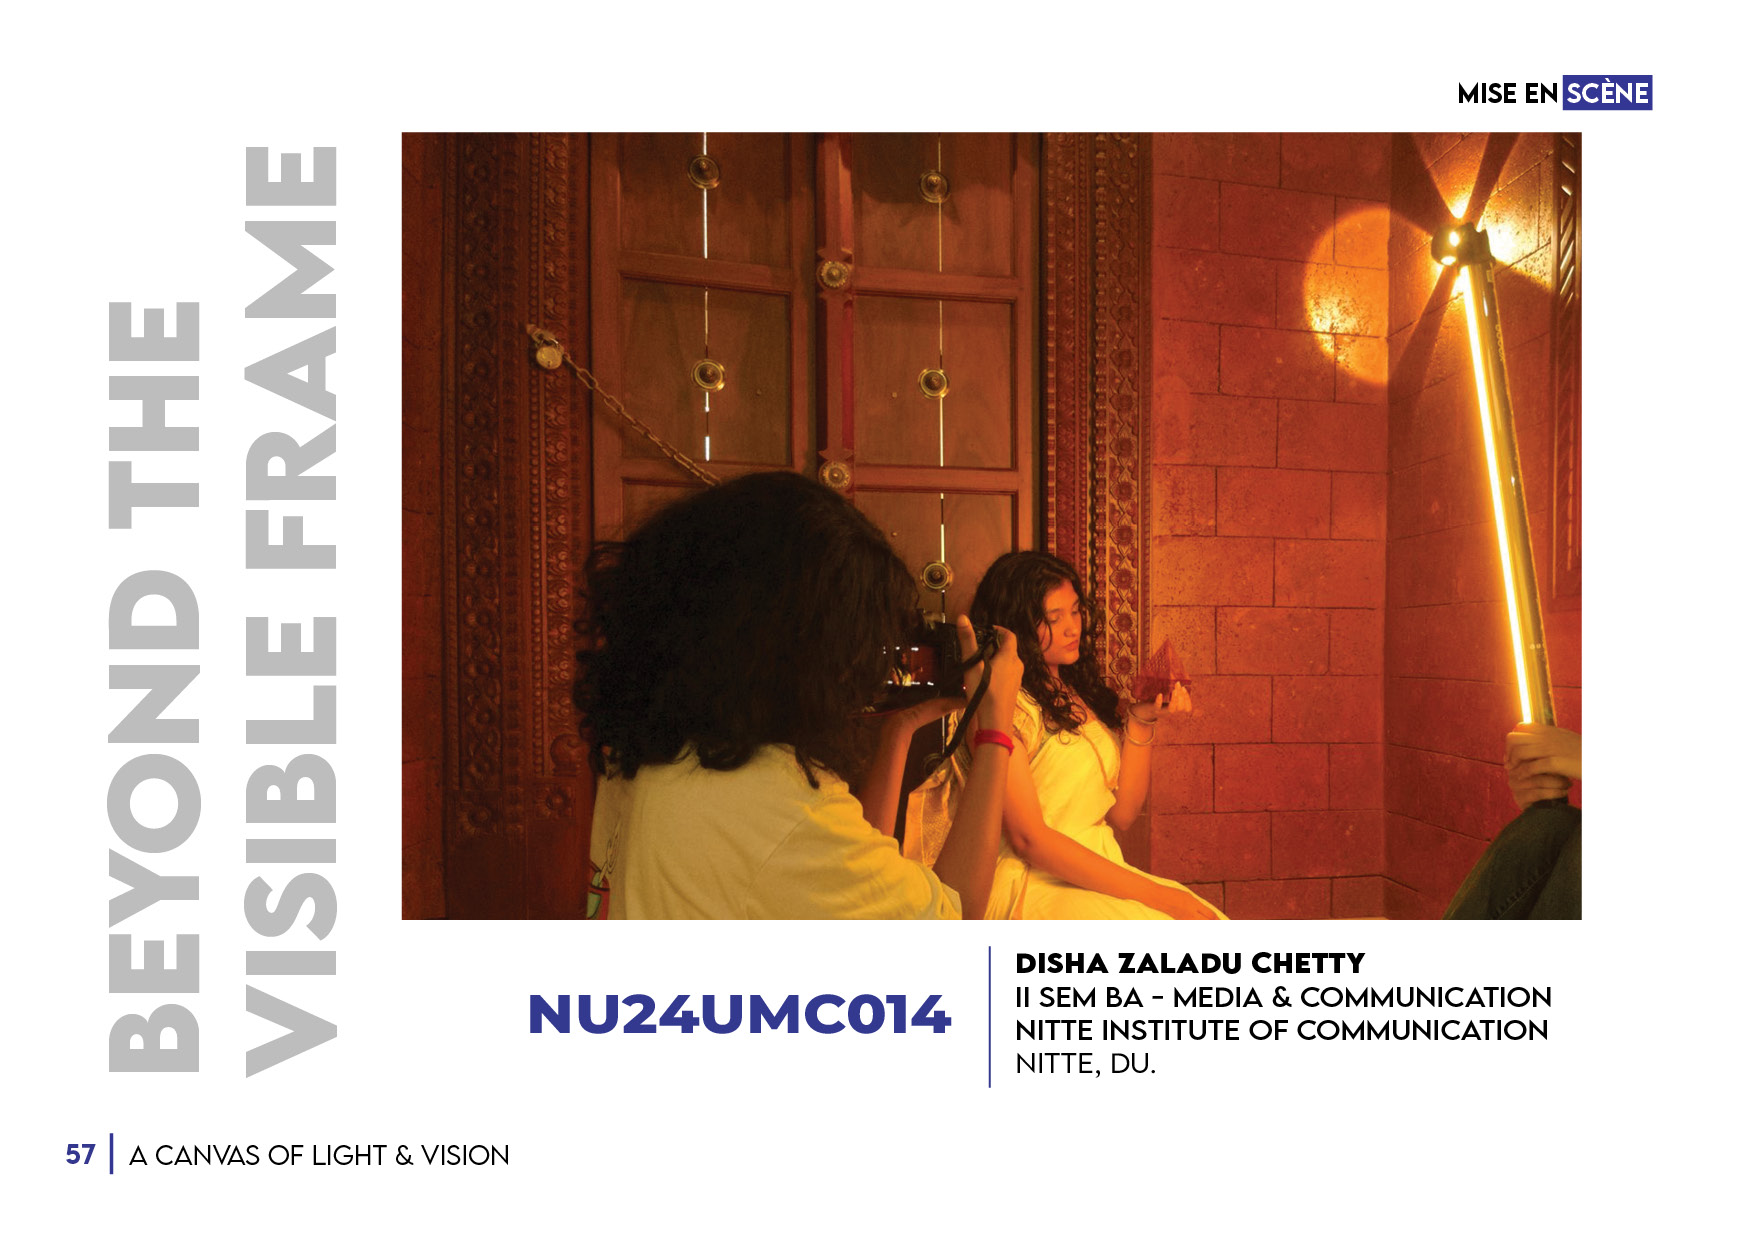 MISE EN SCÈNE
BEYOND THE
VISIBLE FRAME
NU24UMC014
DISHA ZALADU CHETTY
II SEM BA - MEDIA & COMMUNICATION
NITTE INSTITUTE OF COMMUNICATION
NITTE, DU.
57 | A CANVAS OF LIGHT & VISION